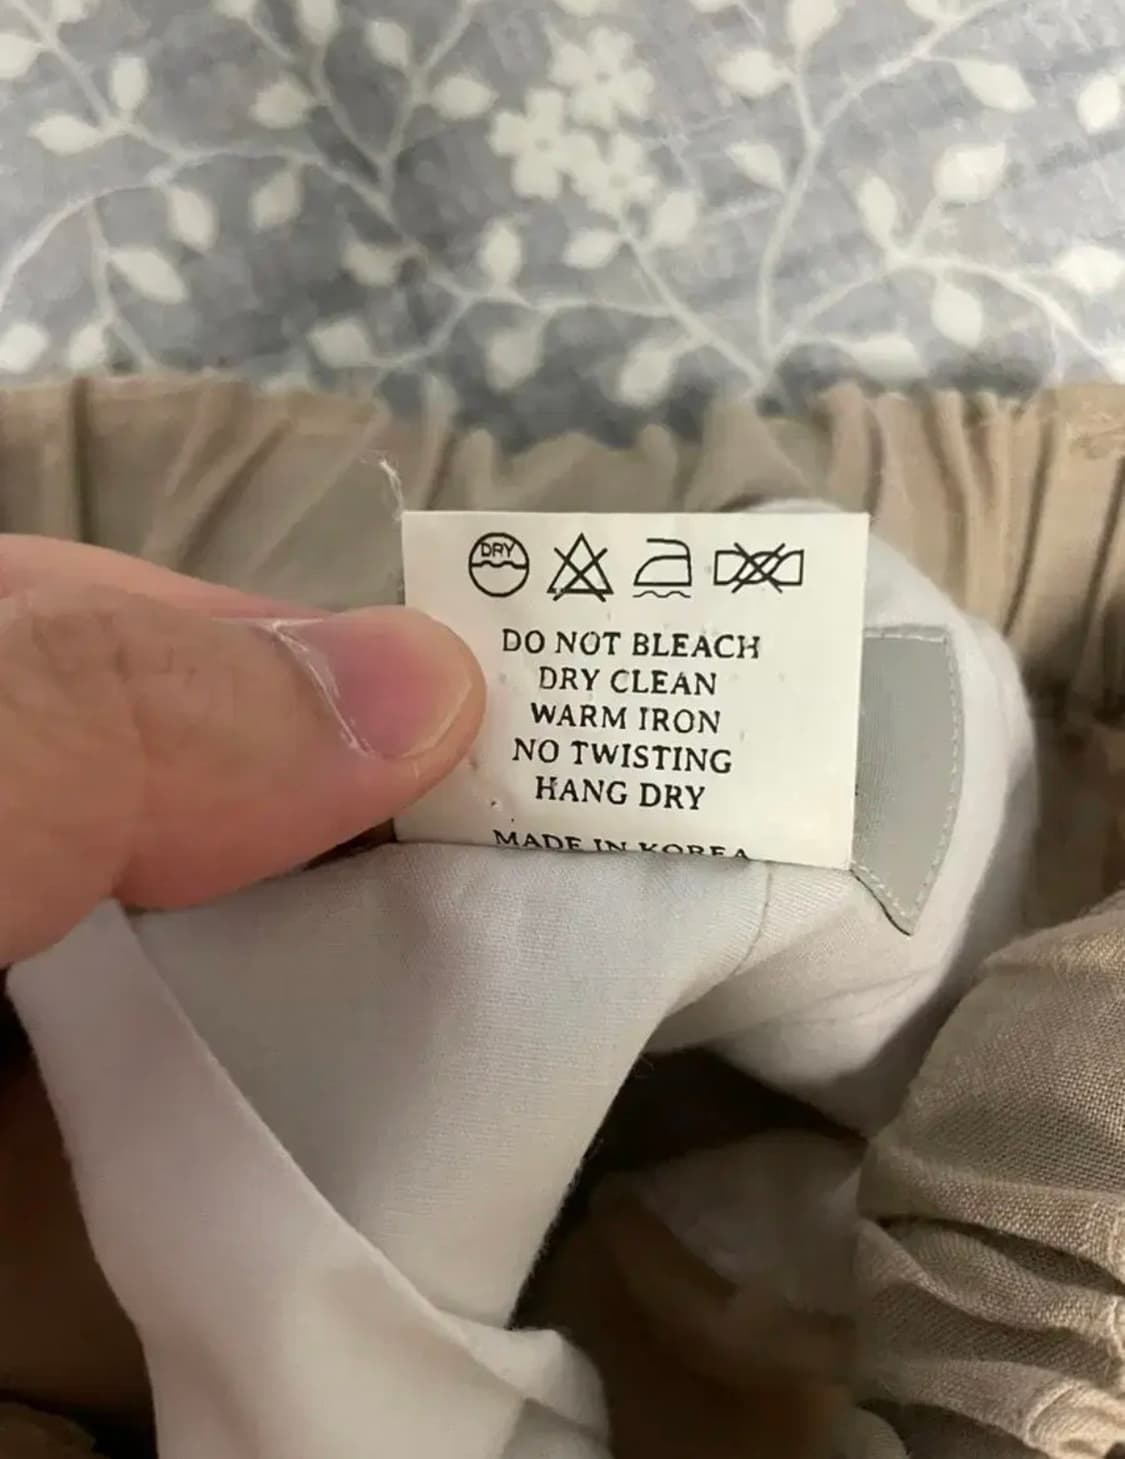 DRY
DO NOT BLEACH
DRY CLEAN
WARM IRON
NO TWISTING
HANG DRY
MADE IN KOREA